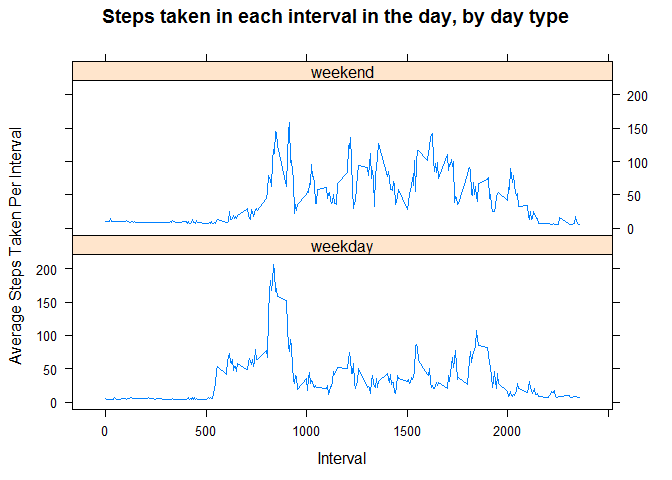 Steps taken in each interval in the day, by day type
weekend
200
150
100
50
0
weekday
200
150
100
50
0
Average Steps Taken Per Interval
0 500 1000 1500 2000
Interval